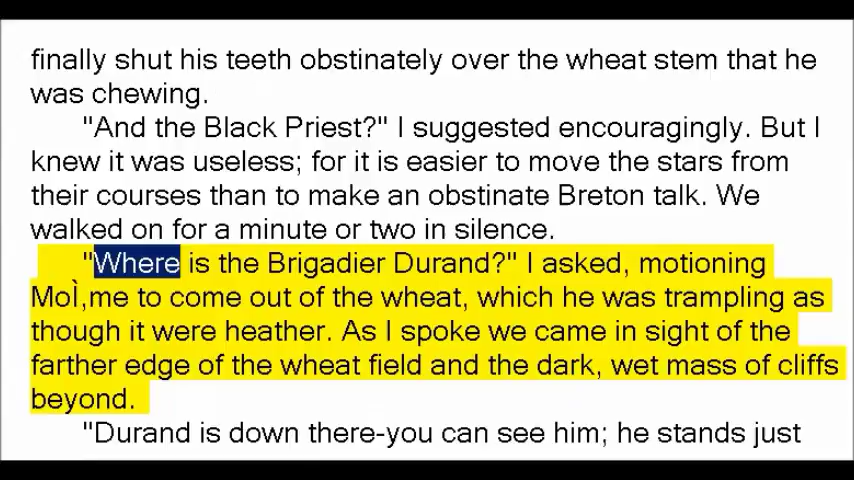 finally shut his teeth obstinately over the wheat stem that he
was chewing.
"And the Black Priest?" I suggested encouragingly. But I
knew it was useless; for it is easier to move the stars from
their courses than to make an obstinate Breton talk. We
walked on for a minute or two in silence.
"Where is the Brigadier Durand?" I asked, motioning
MoÌ,me to come out of the wheat, which he was trampling as
though it were heather. As I spoke we came in sight of the
farther edge of the wheat field and the dark, wet mass of cliffs
beyond.
"Durand is down there-you can see him; he stands just